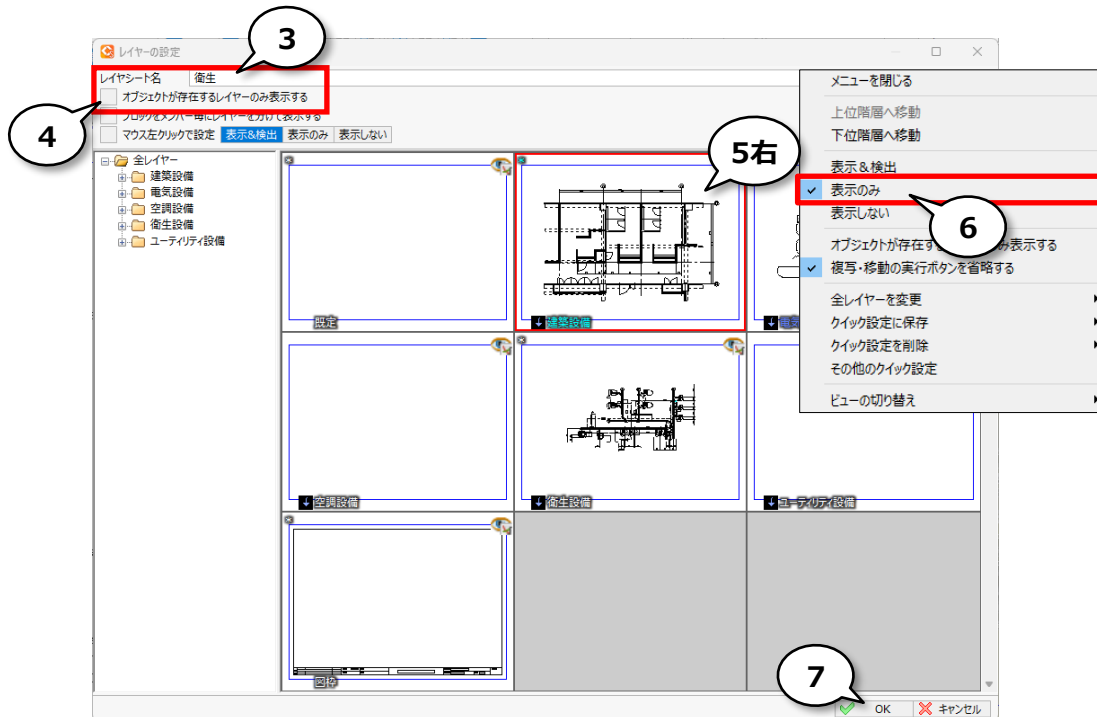 3
レイヤーの設定
レイヤシート名 衛生
オブジェクトが存在するレイヤーのみ表示する
4
ブロックをメンバー毎にレイヤーを分けて表示する
マウス左クリックで設定 表示&検出 表示のみ 表示しない
全レイヤー
建築設備
電気設備
空調設備
衛生設備
ユーティリティ設備
5右
既定
建築設備
電気
空調設備
衛生設備
ユーティリティ設備
図枠
メニューを閉じる
上位階層へ移動
下位階層へ移動
表示&検出
表示のみ
表示しない
6
オブジェクトが存在す み表示する
複写・移動の実行ボタンを省略する
全レイヤーを変更
クイック設定に保存
クイック設定を削除
その他のクイック設定
ビューの切り替え
7
OK キャンセル